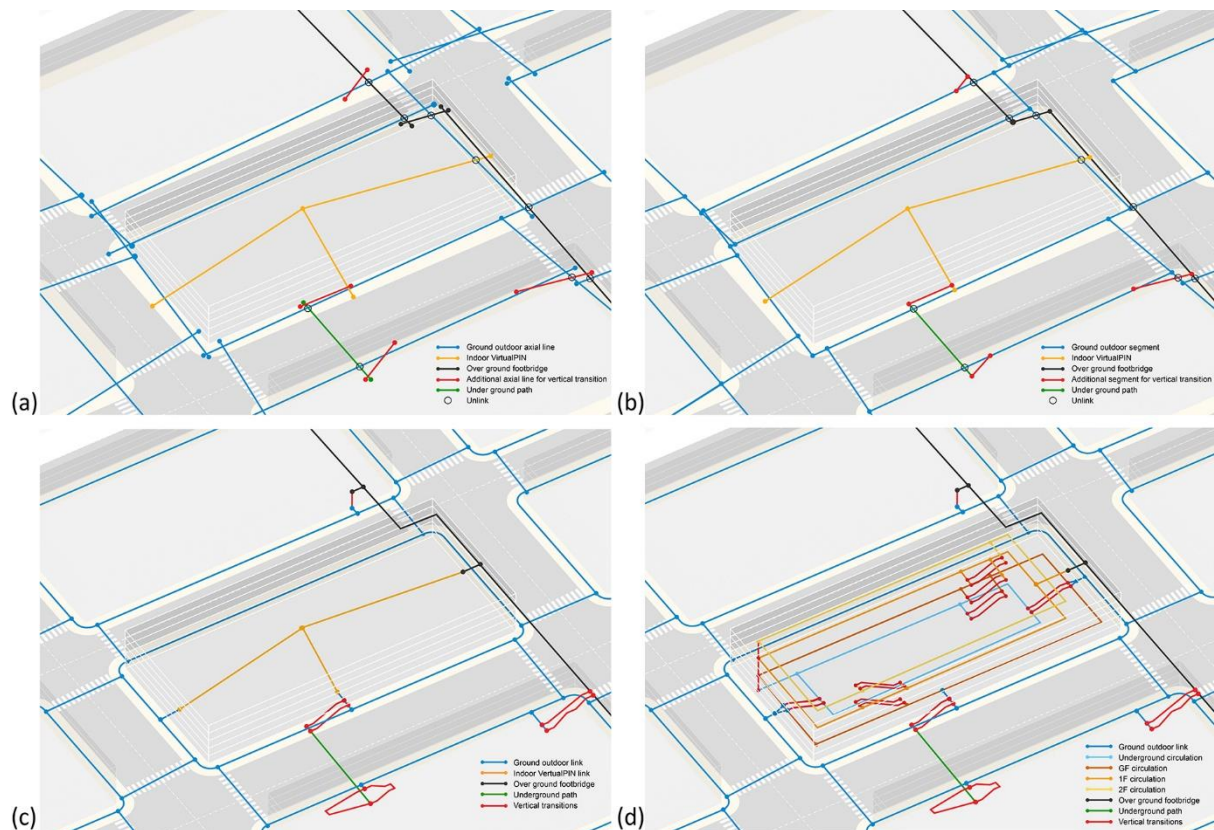 Ground outdoor axial line
Indoor VirtualPIN
Over ground footbridge
Additional axial line for vertical transition
Under ground path
Unlink
(a)
Ground outdoor segment
Indoor VirtualPIN
Over ground footbridge
Additional segment for vertical transition
Under ground path
Unlink
(b)
Ground outdoor link
Indoor VertualPIN link
Over ground footbridge
Underground path
Vertical transitions
(c)
Ground outdoor link
Underground circulation
GF circulation
1F circulation
2F circulation
Over ground footbridge
Underground path
Vertical transitions
(d)